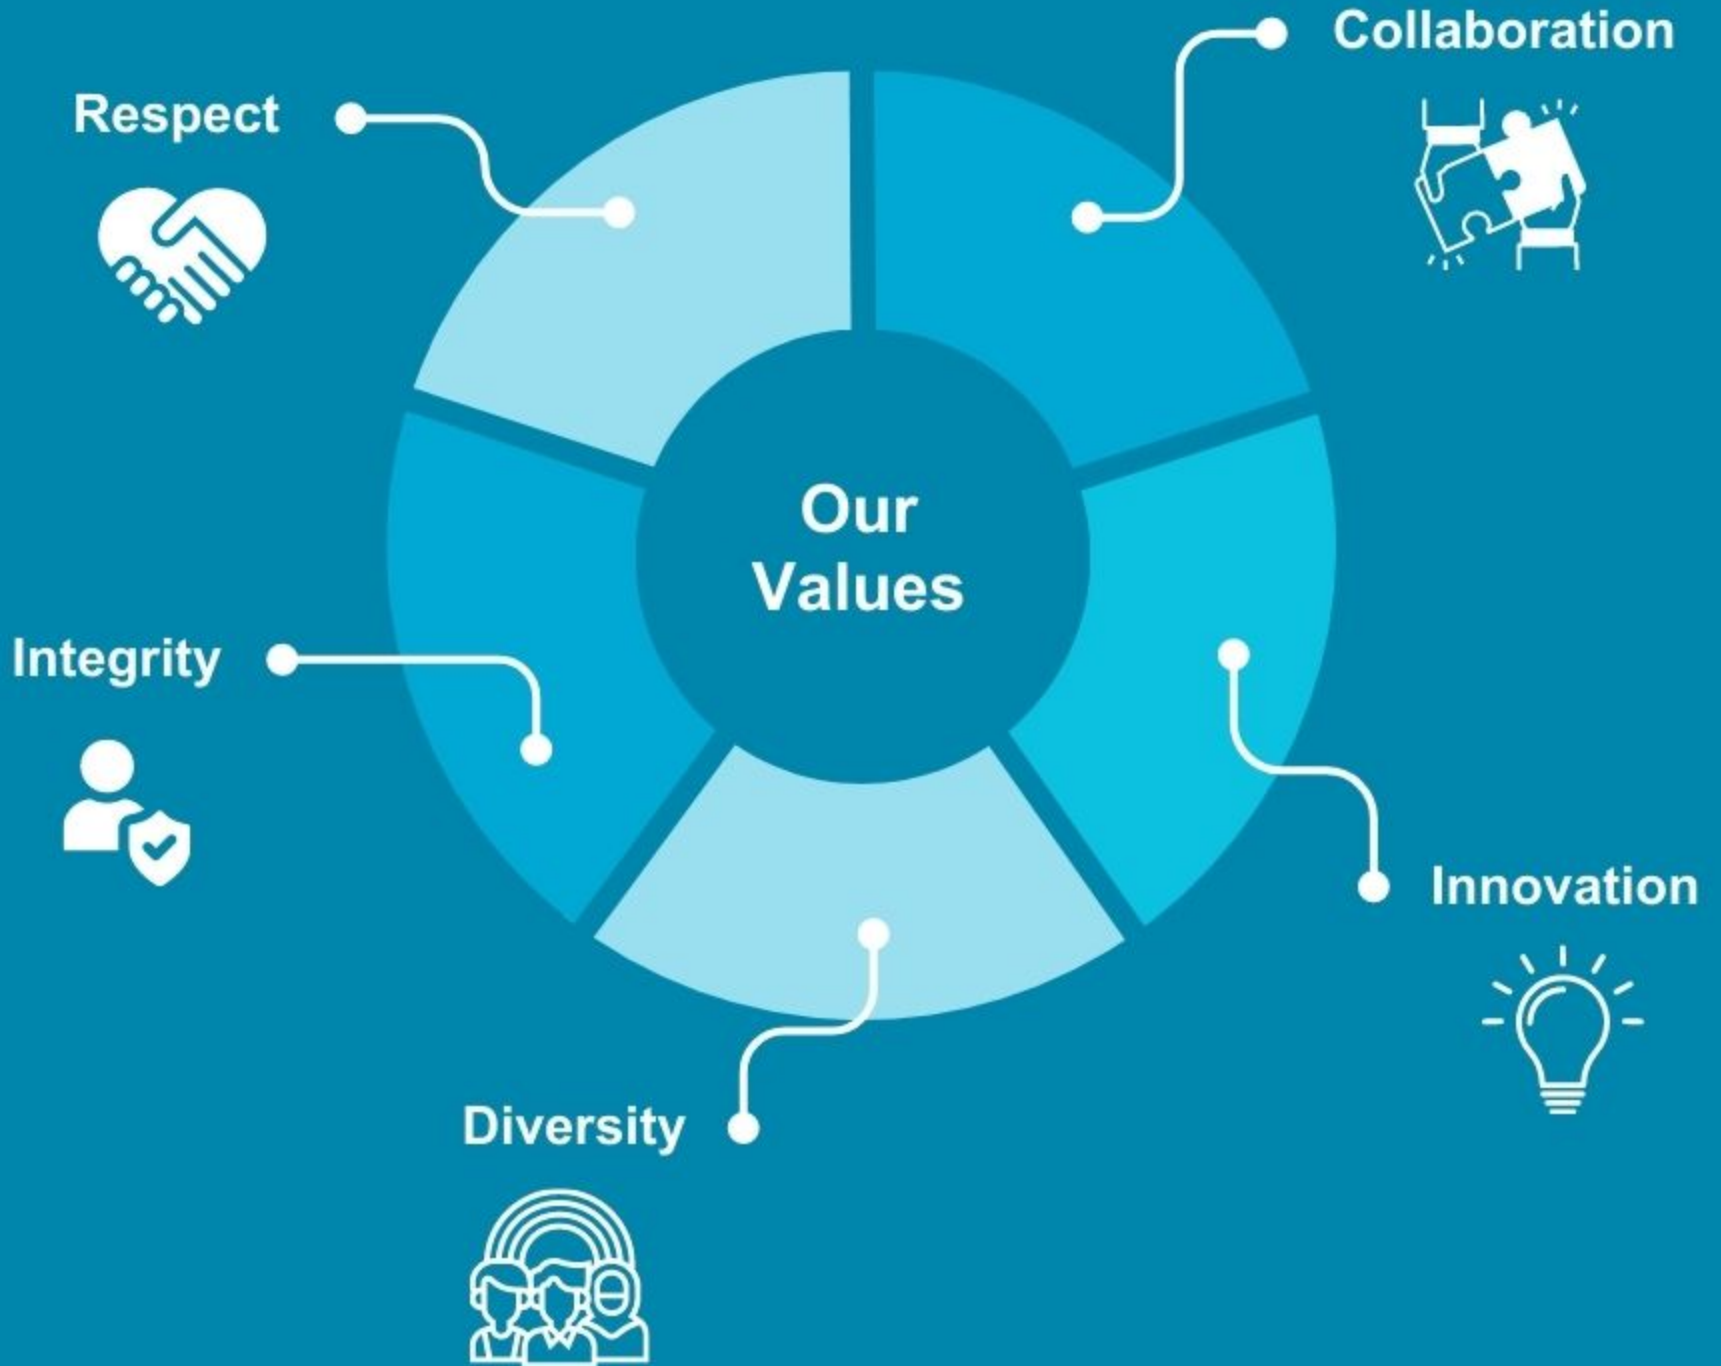 Collaboration
Respect
Our
Values
Integrity
Innovation
Diversity